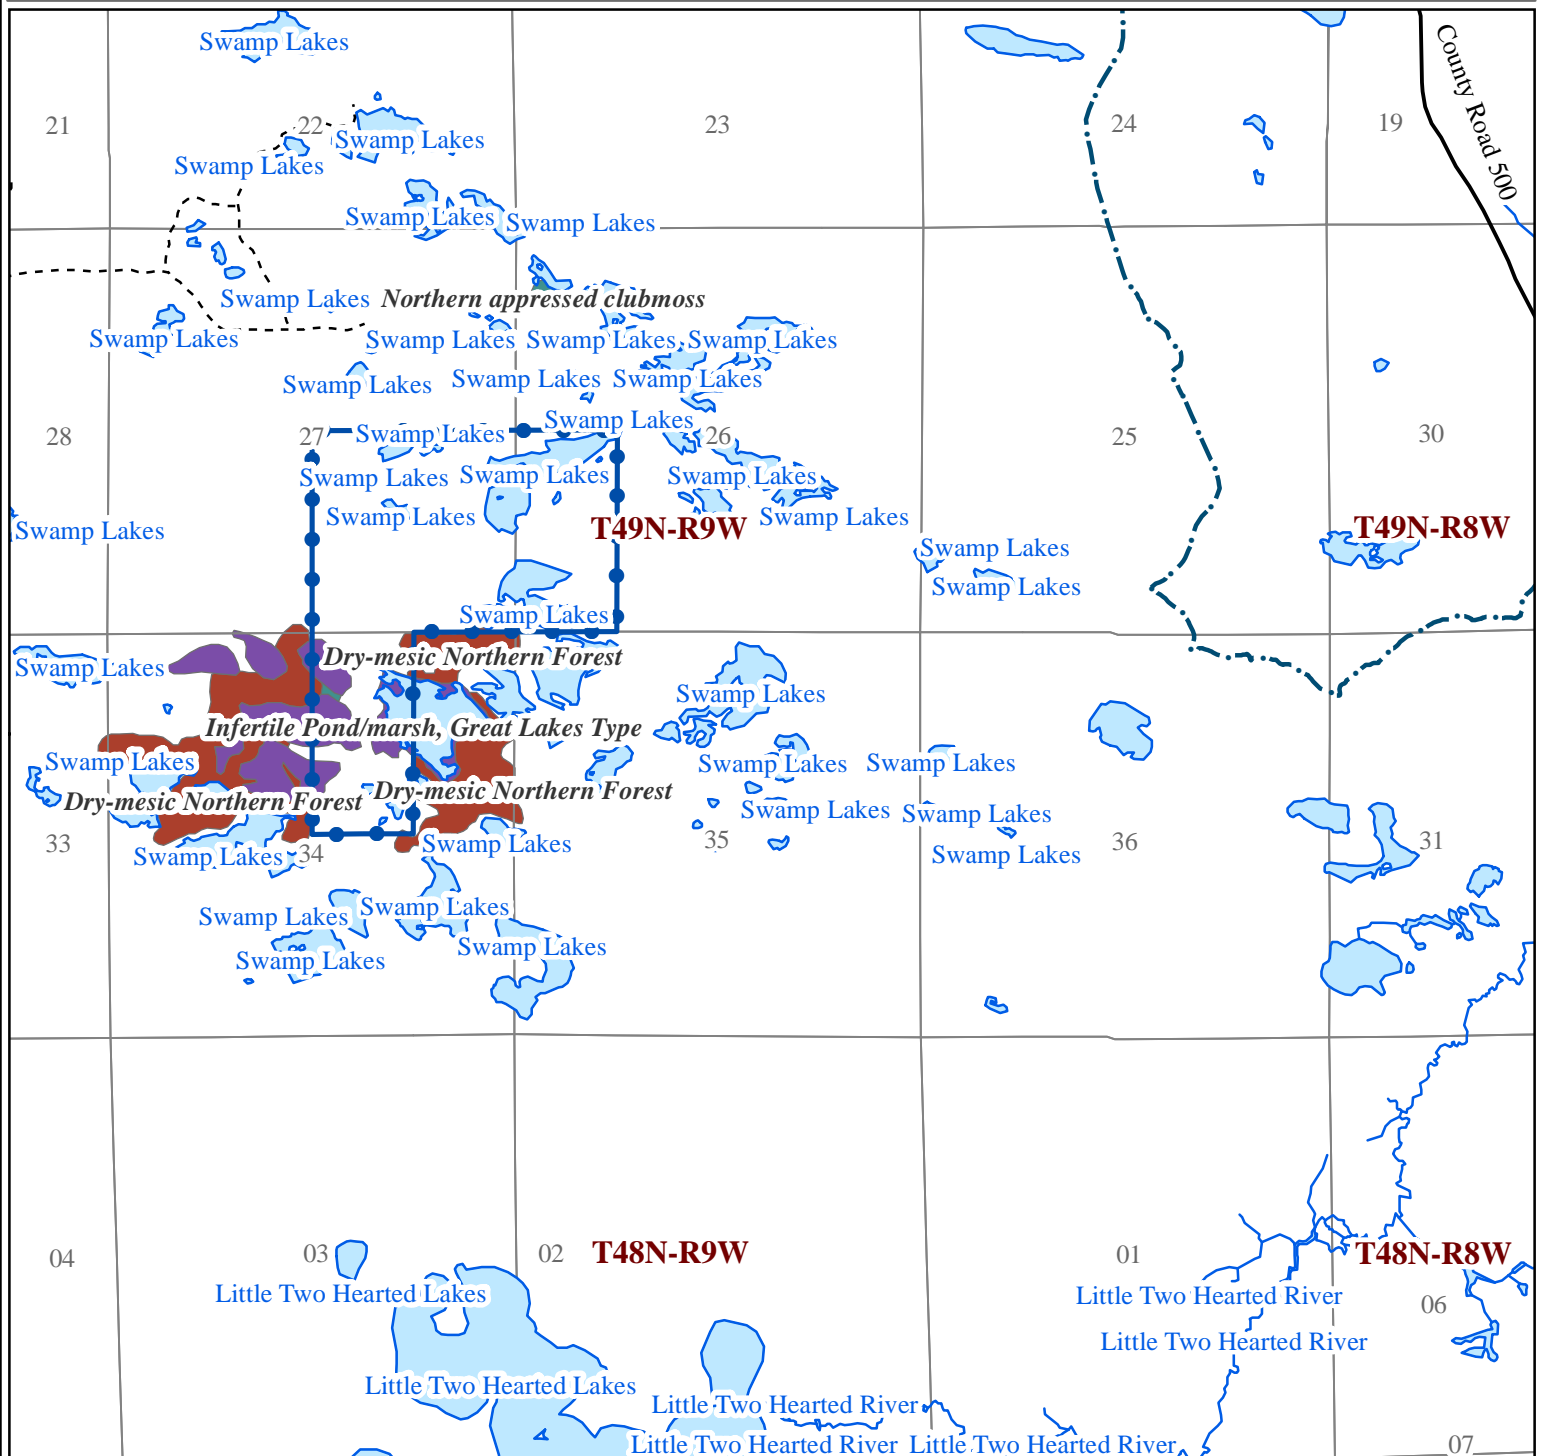 Swamp Lakes
County Road 500
21
22
23
24
19
Swamp Lakes
Swamp Lakes
Swamp Lakes
Swamp Lakes
Swamp Lakes
Northern appressed clubmoss
Swamp Lakes
Swamp Lakes
Swamp Lakes
Swamp Lakes
Swamp Lakes
Swamp Lakes
Swamp Lakes
Swamp Lakes
Swamp Lakes
28
27
Swamp Lakes
26
25
30
Swamp Lakes
Swamp Lakes
Swamp Lakes
Swamp Lakes
Swamp Lakes
Swamp Lakes
T49N-R9W
T49N-R8W
Swamp Lakes
Swamp Lakes
Swamp Lakes
Dry-mesic Northern Forest
Swamp Lakes
Swamp Lakes
Infertile Pond/marsh, Great Lakes Type
Swamp Lakes
Swamp Lakes
Swamp Lakes
Dry-mesic Northern Forest
Dry-mesic Northern Forest
Swamp Lakes
Swamp Lakes
33
Swamp Lakes
34
Swamp Lakes
35
Swamp Lakes
36
31
Swamp Lakes
Swamp Lakes
Swamp Lakes
Swamp Lakes
04
03
02
T48N-R9W
01
T48N-R8W
Little Two Hearted Lakes
Little Two Hearted River
06
Little Two Hearted River
Little Two Hearted Lakes
Little Two Hearted River
Little Two Hearted River
Little Two Hearted River
07